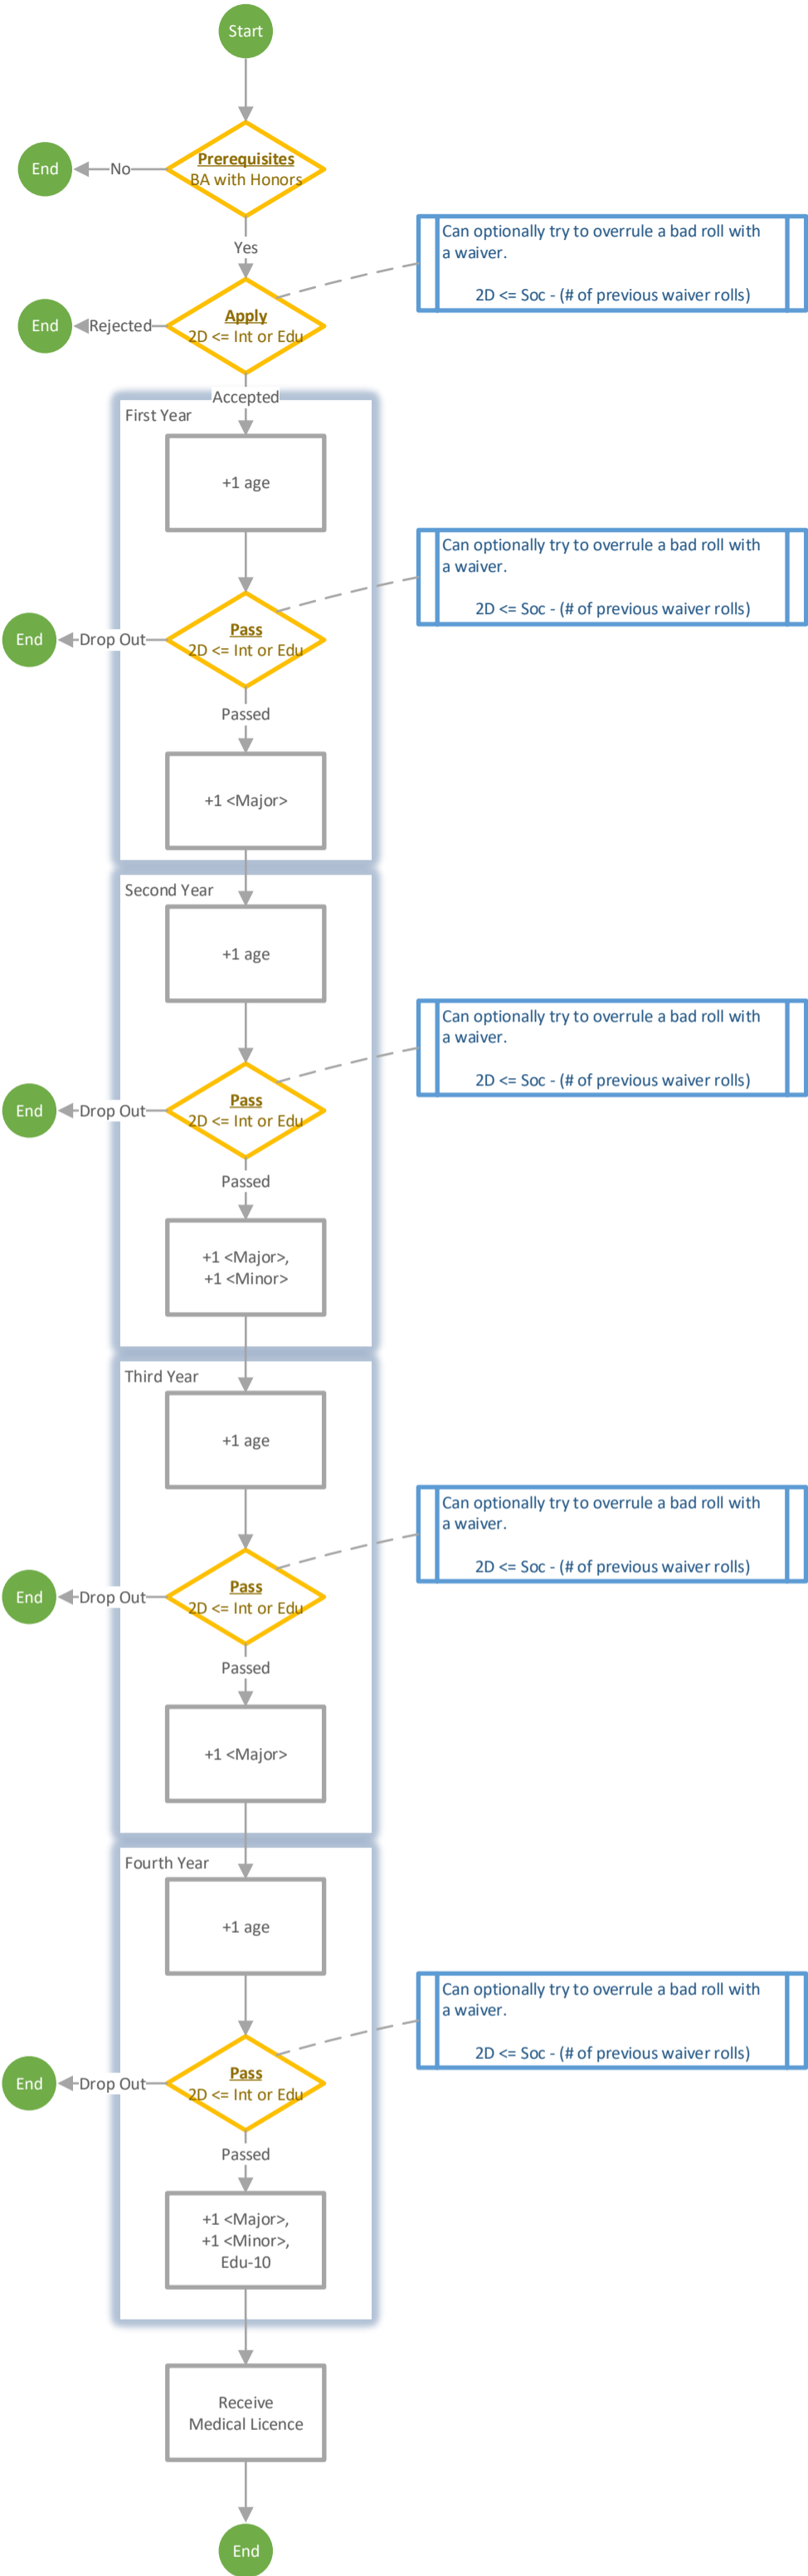 Start
Prerequisites
BA with Honors
No
End
Yes
Can optionally try to overrule a bad roll with
a waiver.
2D <= Soc - (# of previous waiver rolls)
Apply
2D <= Int or Edu
Rejected
End
Accepted
First Year
+1 age
Can optionally try to overrule a bad roll with
a waiver.
2D <= Soc - (# of previous waiver rolls)
Pass
2D <= Int or Edu
Drop Out
End
Passed
+1 <Major>
Second Year
+1 age
Can optionally try to overrule a bad roll with
a waiver.
2D <= Soc - (# of previous waiver rolls)
Pass
2D <= Int or Edu
Drop Out
End
Passed
+1 <Major>,
+1 <Minor>
Third Year
+1 age
Can optionally try to overrule a bad roll with
a waiver.
2D <= Soc - (# of previous waiver rolls)
Pass
2D <= Int or Edu
Drop Out
End
Passed
+1 <Major>
Fourth Year
+1 age
Can optionally try to overrule a bad roll with
a waiver.
2D <= Soc - (# of previous waiver rolls)
Pass
2D <= Int or Edu
Drop Out
End
Passed
+1 <Major>,
+1 <Minor>,
Edu-10
Receive
Medical Licence
End